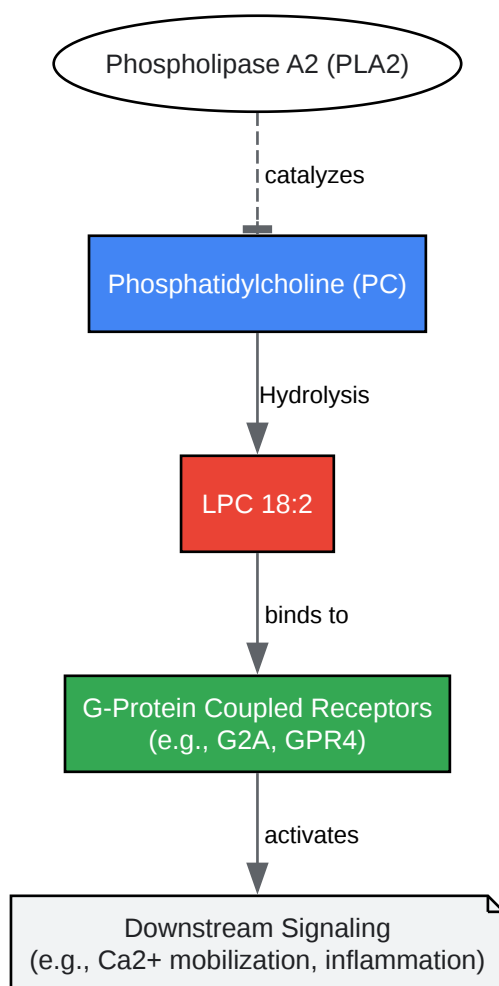 Phospholipase A2 (PLA2)
catalyzes
Phosphatidylcholine (PC)
Hydrolysis
LPC 18:2
binds to
G-Protein Coupled Receptors
(e.g., G2A, GPR4)
activates
Downstream Signaling
(e.g., Ca2+ mobilization, inflammation)